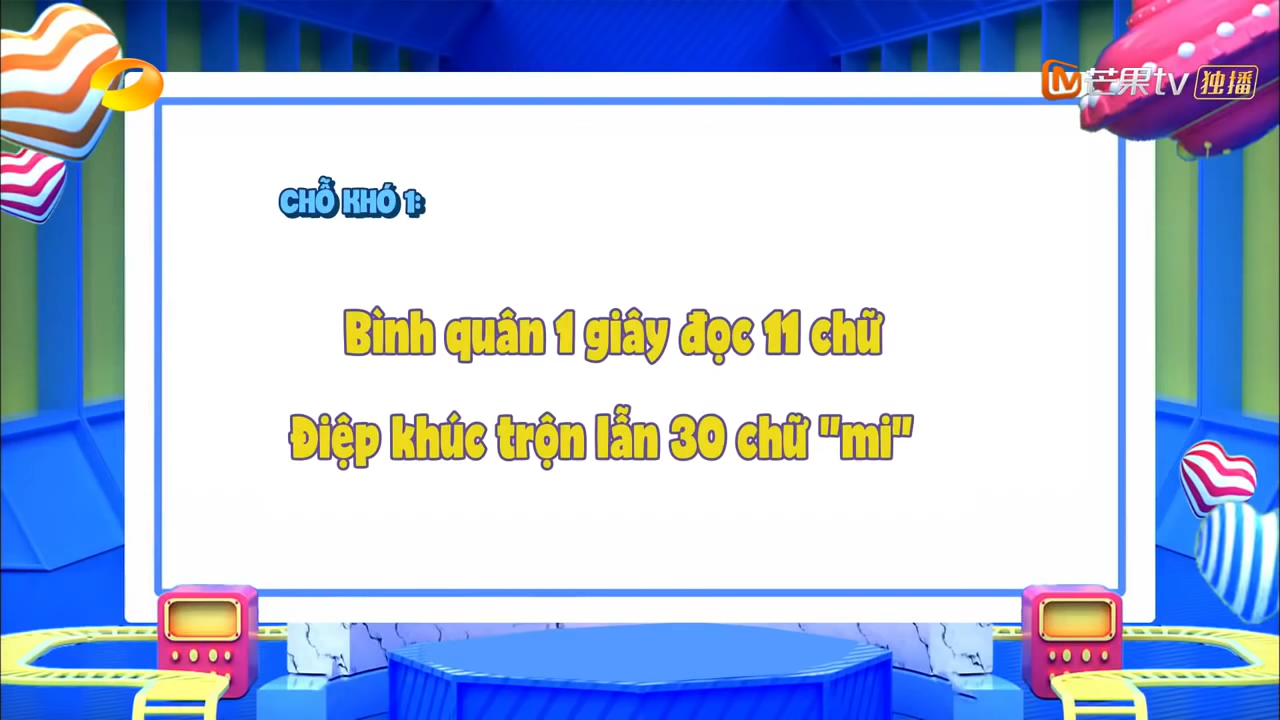 芒果tv 独播
CHỖ KHÓ 1:
Bình quân 1 giây đọc 11 chữ
Điệp khúc trộn lẫn 30 chữ "mi"